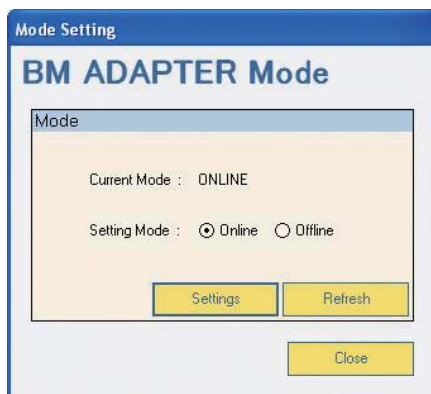 Mode Setting
BM ADAPTER Mode
Mode
Current Mode : ONLINE
Setting Mode : Online Offline
Settings Refresh
Close